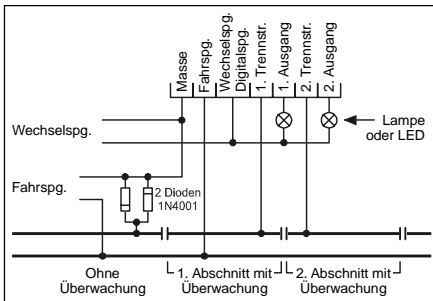 Masse
Fahrspg.
Wechselspg.
Digitalspg.
1. Trennstr.
1. Ausgang
2. Trennstr.
2. Ausgang
Wechselspg.
Lampe
oder LED
Fahrspg.
2 Dioden
1N4001
Ohne
Überwachung
1. Abschnitt mit
Überwachung
2. Abschnitt mit
Überwachung